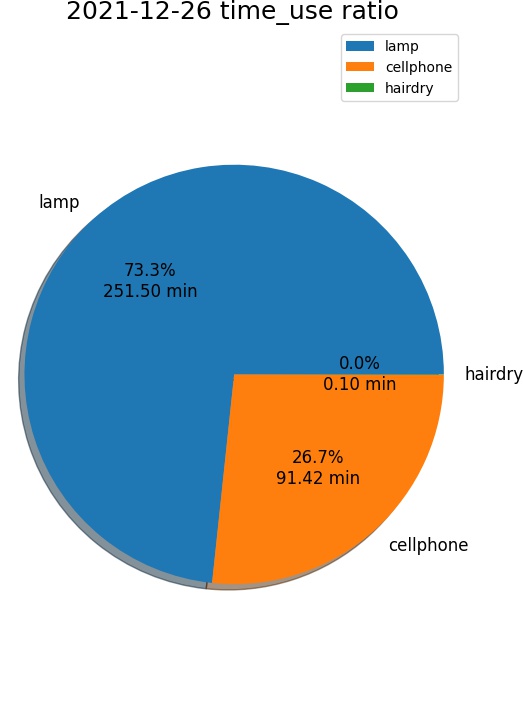 2021-12-26 time_use ratio
lamp
cellphone
hairdry
lamp
73.3%
251.50 min
0.0%
0.10 min
hairdry
26.7%
91.42 min
cellphone